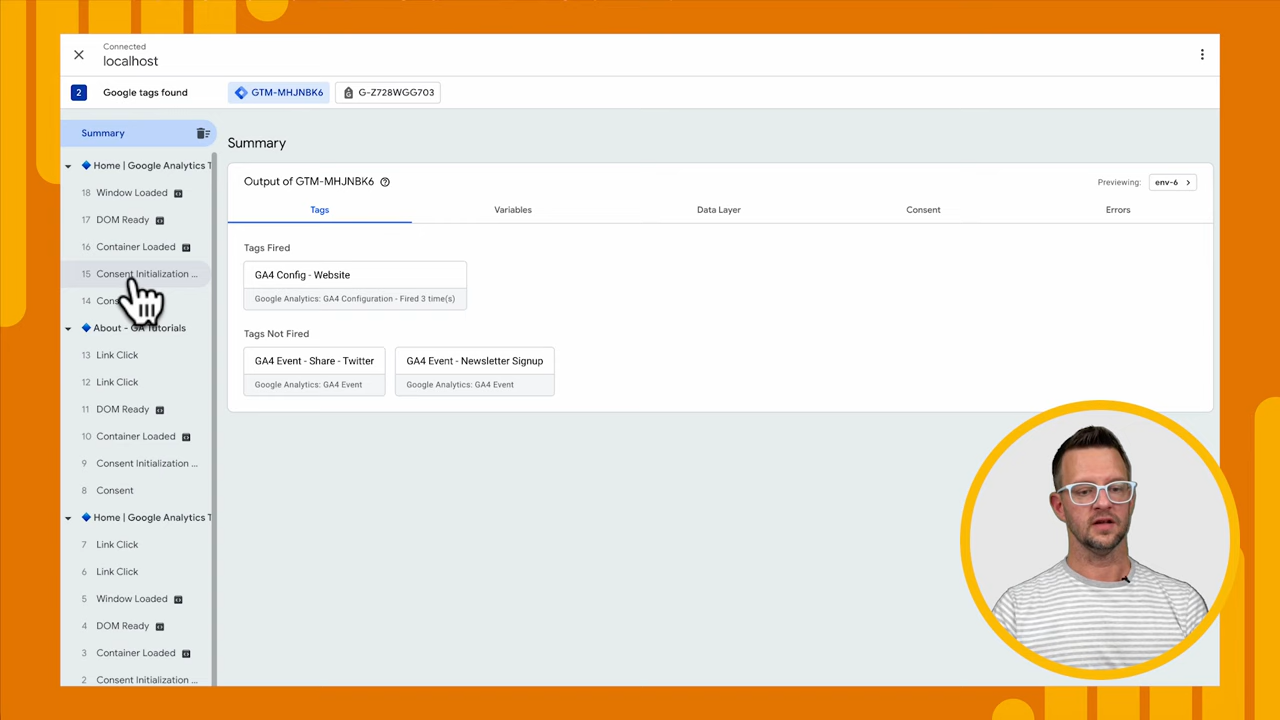 Connected
localhost
2 Google tags found GTM-MHJNBK6 G-Z728WGG703
Summary
Home | Google Analytics T
18 Window Loaded
17 DOM Ready
16 Container Loaded
15 Consent Initialization ...
14 Cons
About - GA Tutorials
13 Link Click
12 Link Click
11 DOM Ready
10 Container Loaded
9 Consent Initialization ...
8 Consent
Home | Google Analytics T
7 Link Click
6 Link Click
5 Window Loaded
4 DOM Ready
3 Container Loaded
2 Consent Initialization ...
Summary
Output of GTM-MHJNBK6
Previewing: env-6
Tags Variables Data Layer Consent Errors
Tags Fired
GA4 Config - Website
Google Analytics: GA4 Configuration - Fired 3 time(s)
Tags Not Fired
GA4 Event - Share - Twitter
Google Analytics: GA4 Event
GA4 Event - Newsletter Signup
Google Analytics: GA4 Event